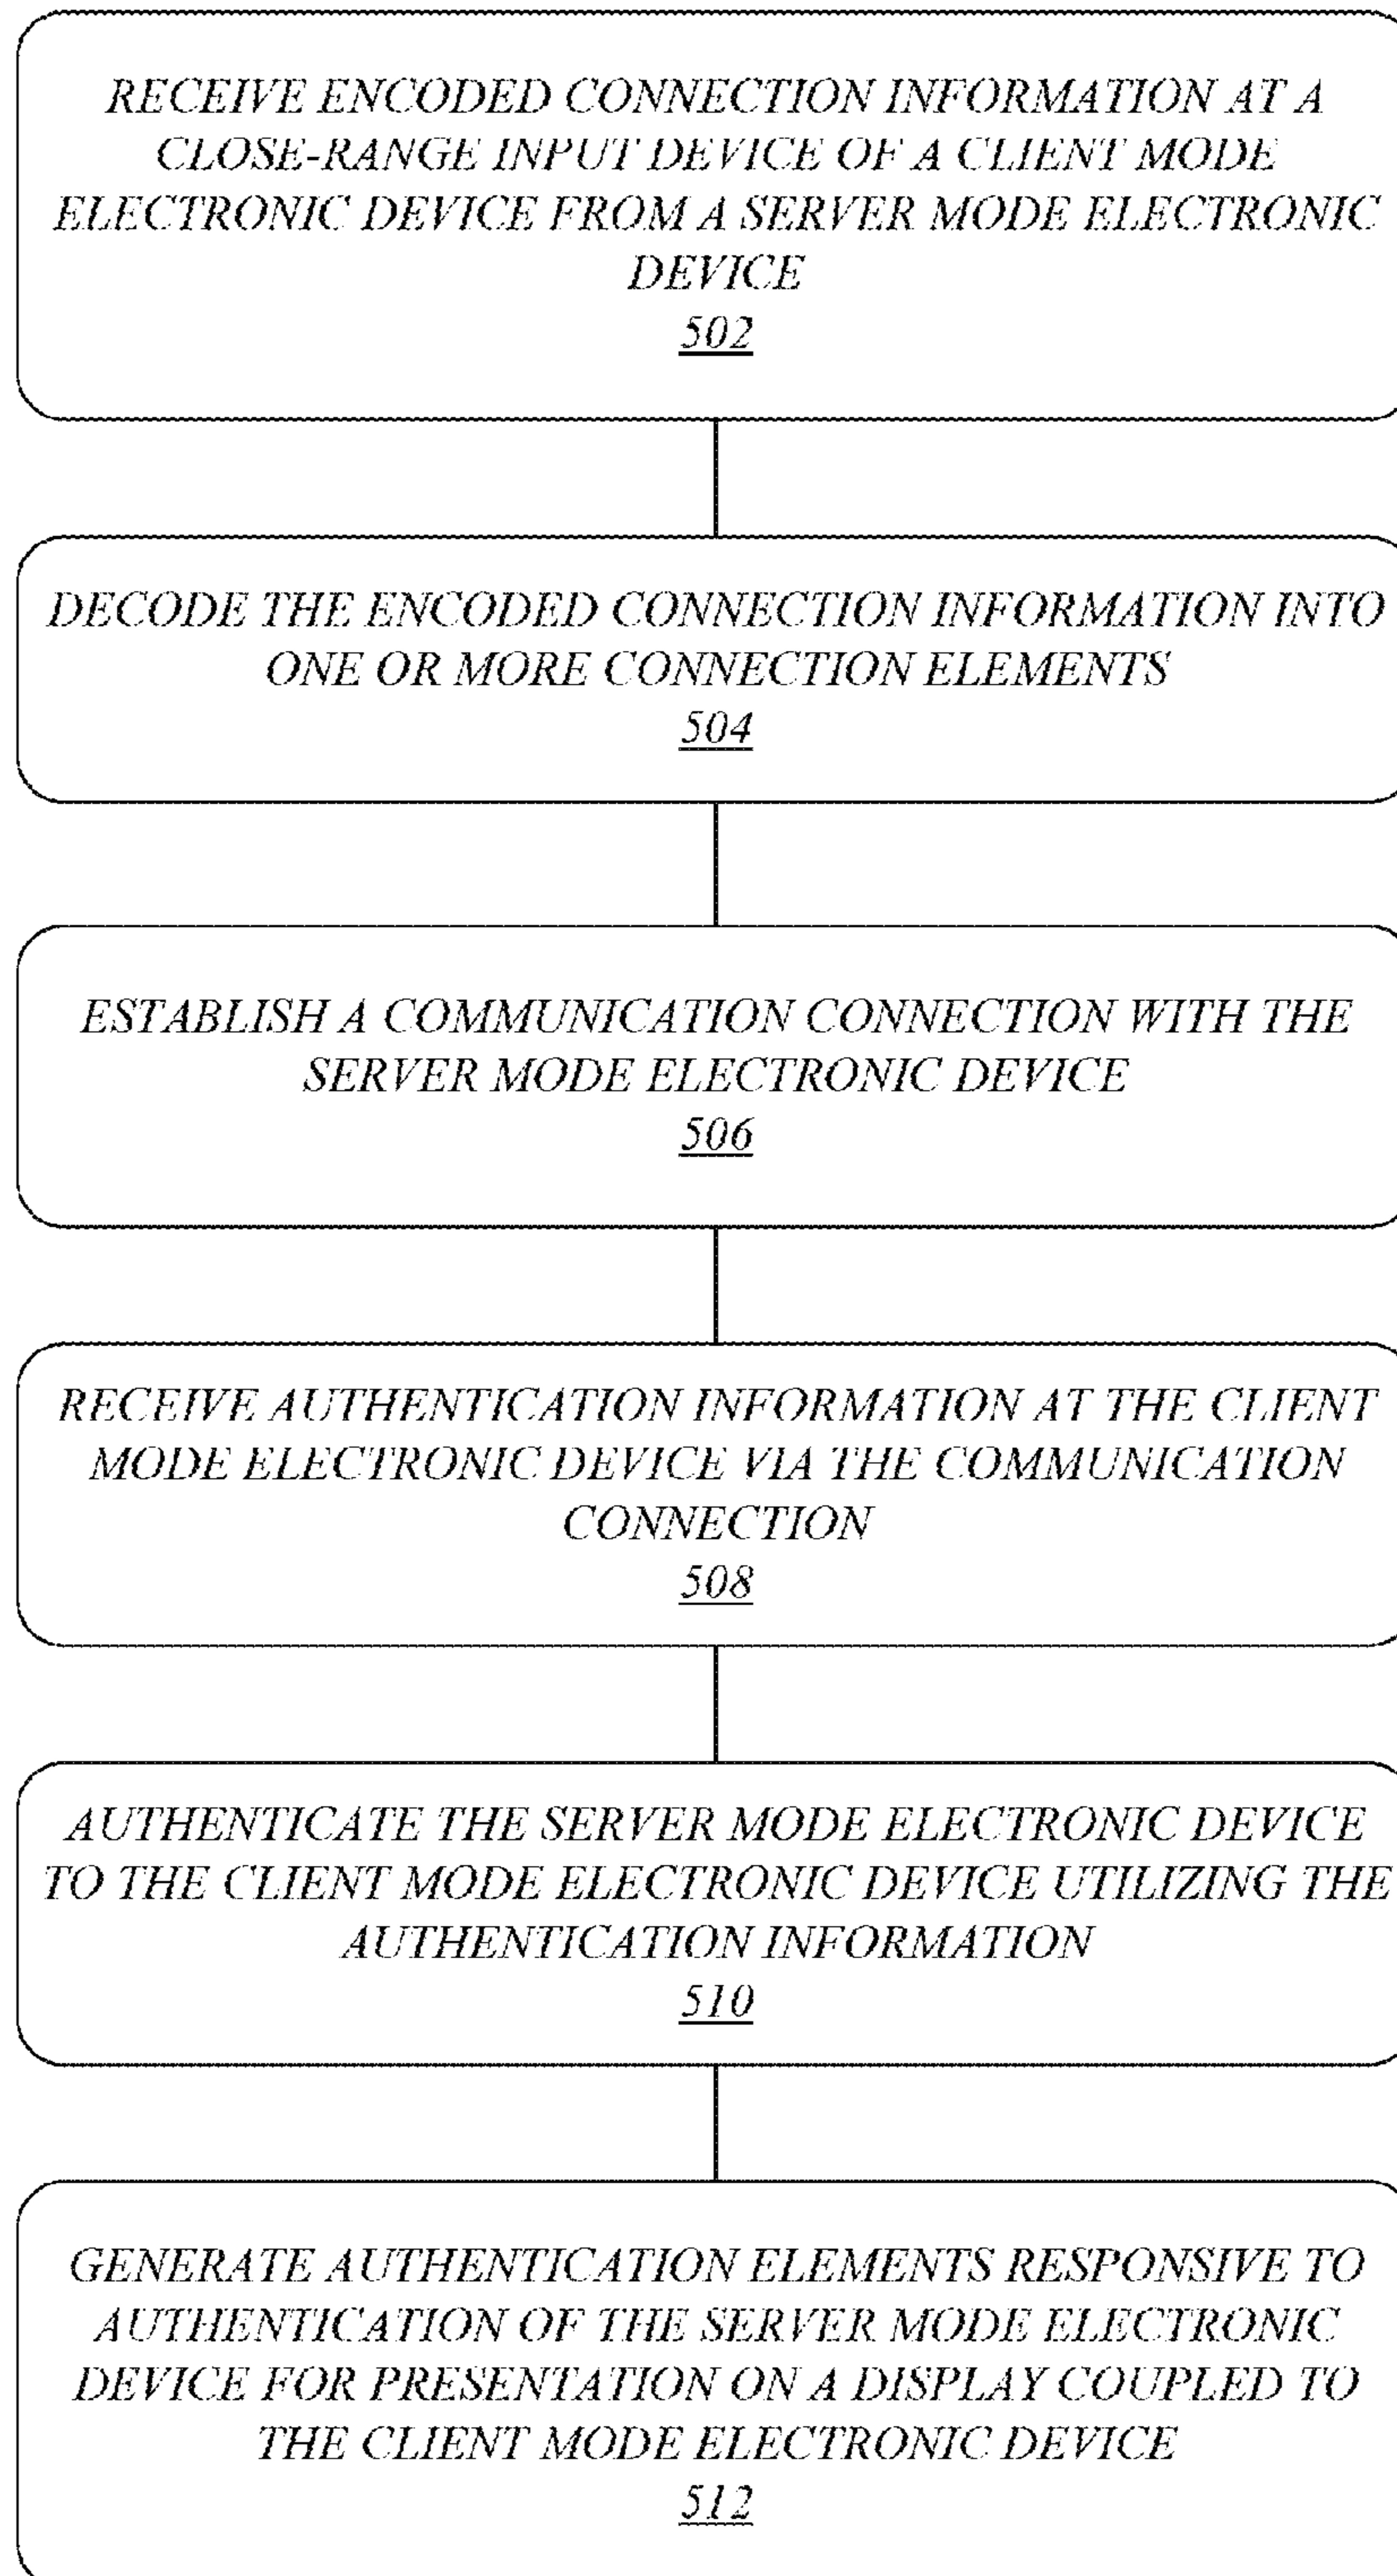 RECEIVE ENCODED CONNECTION INFORMATION AT A
CLOSE-RANGE INPUT DEVICE OF A CLIENT MODE
ELECTRONIC DEVICE FROM A SERVER MODE ELECTRONIC
DEVICE
502
DECODE THE ENCODED CONNECTION INFORMATION INTO
ONE OR MORE CONNECTION ELEMENTS
504
ESTABLISH A COMMUNICATION CONNECTION WITH THE
SERVER MODE ELECTRONIC DEVICE
506
RECEIVE AUTHENTICATION INFORMATION AT THE CLIENT
MODE ELECTRONIC DEVICE VIA THE COMMUNICATION
CONNECTION
508
AUTHENTICATE THE SERVER MODE ELECTRONIC DEVICE
TO THE CLIENT MODE ELECTRONIC DEVICE UTILIZING THE
AUTHENTICATION INFORMATION
510
GENERATE AUTHENTICATION ELEMENTS RESPONSIVE TO
AUTHENTICATION OF THE SERVER MODE ELECTRONIC
DEVICE FOR PRESENTATION ON A DISPLAY COUPLED TO
THE CLIENT MODE ELECTRONIC DEVICE
512